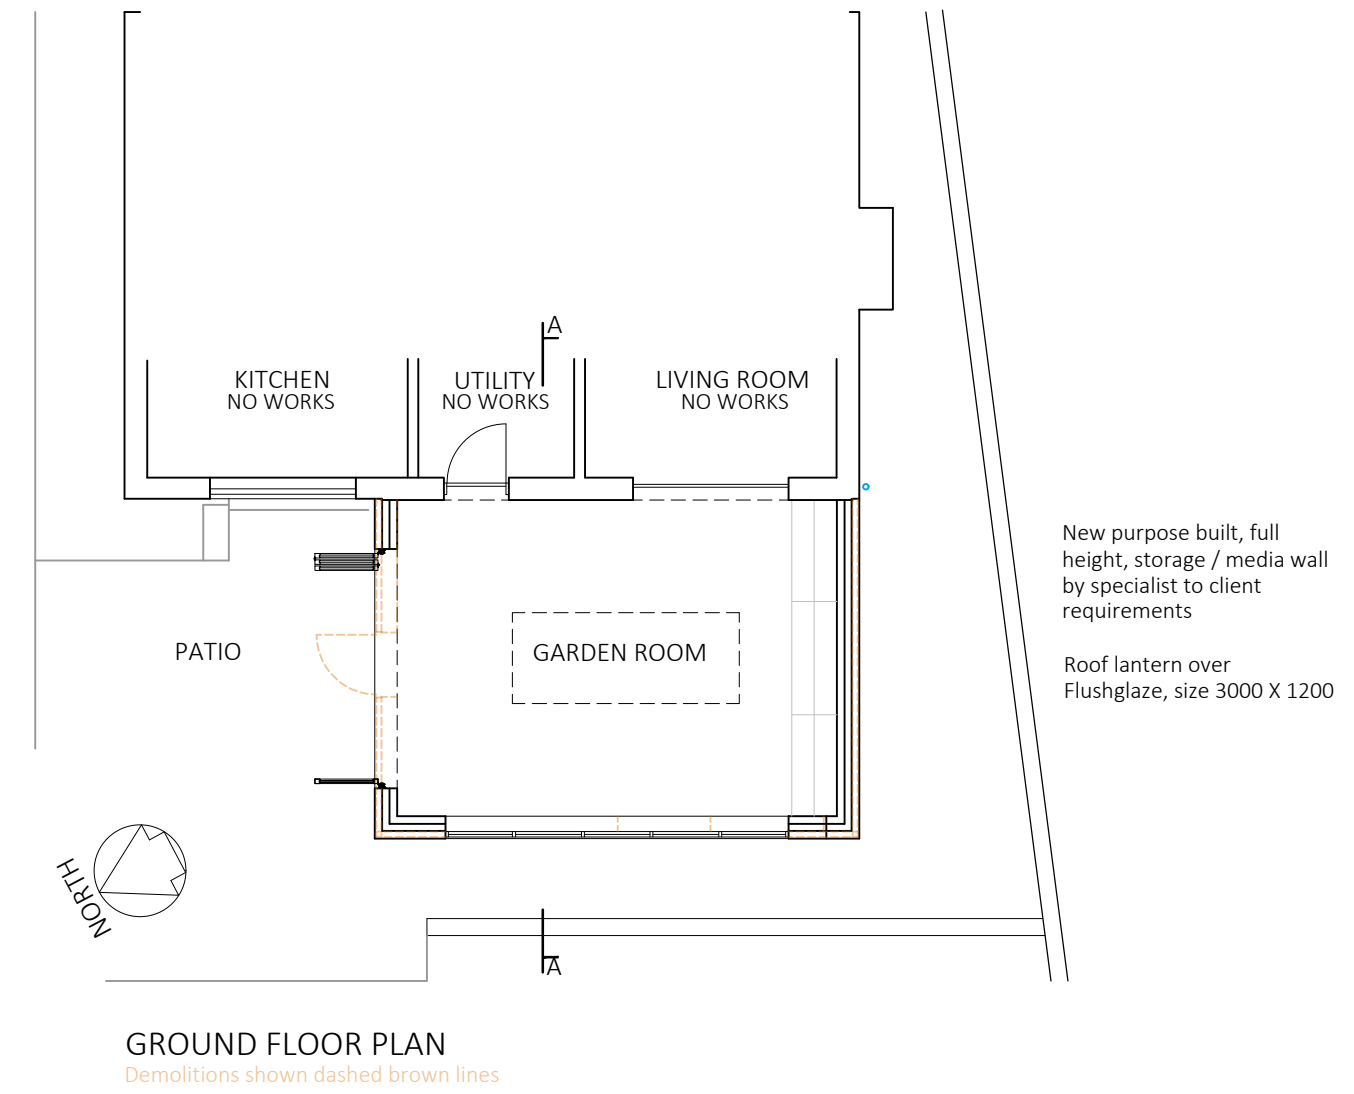 A
KITCHEN
NO WORKS
UTILITY
NO WORKS
LIVING ROOM
NO WORKS
New purpose built, full
height, storage / media wall
by specialist to client
requirements
PATIO
GARDEN ROOM
Roof lantern over
Flushglaze, size 3000 X 1200
NORTH
A
GROUND FLOOR PLAN
Demolitions shown dashed brown lines